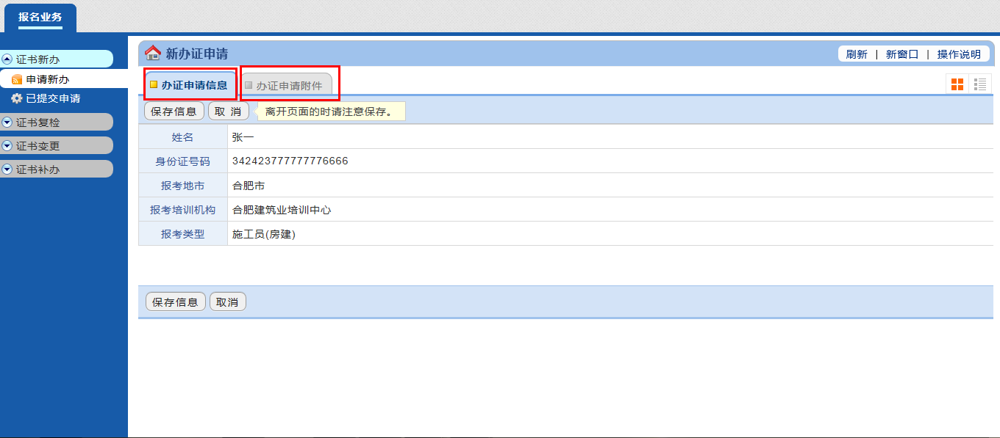 报名业务
证书新办
申请新办
已提交申请
证书复检
证书变更
证书补办
新办证申请
刷新 | 新窗口 | 操作说明
办证申请信息 办证申请附件
保存信息 取 消 离开页面的时请注意保存。
姓名 张一
身份证号码 342423777777776666
报考地市 合肥市
报考培训机构 合肥建筑业培训中心
报考类型 施工员(房建)
保存信息 取消